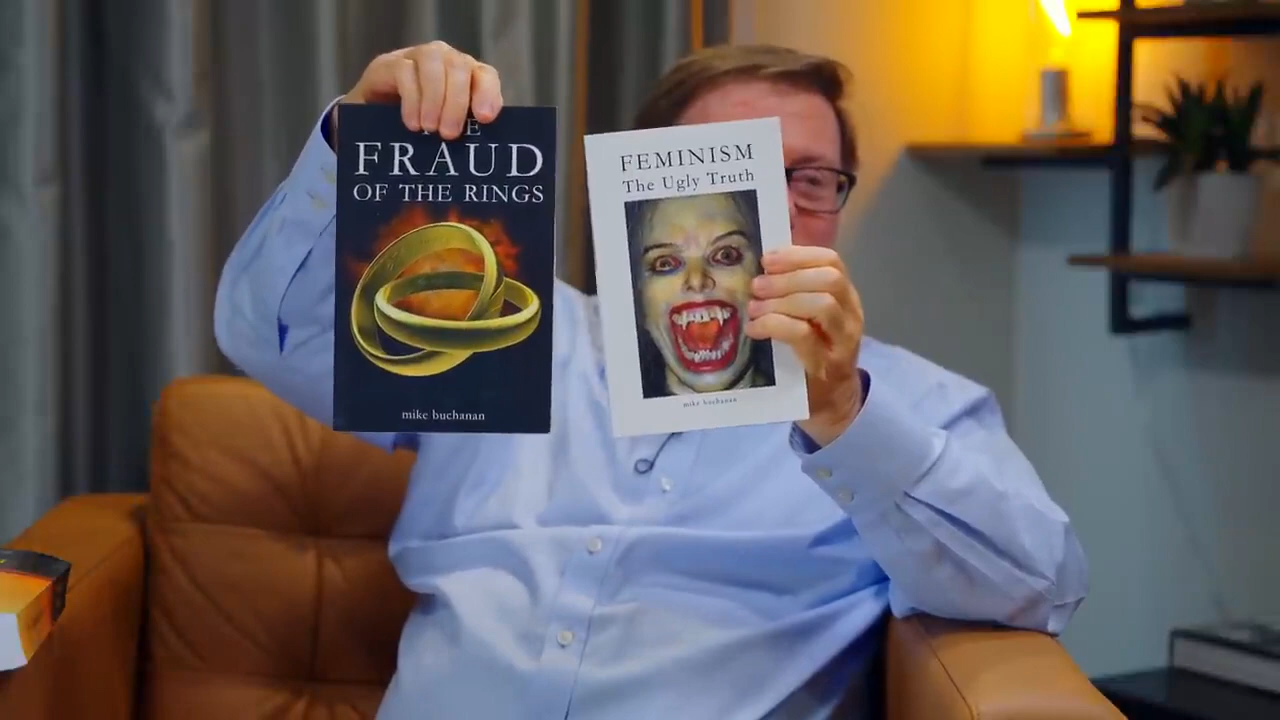 FRAUD
OF THE RINGS
mike buchanan
FEMINISM
The Ugly Truth
mike buchanan